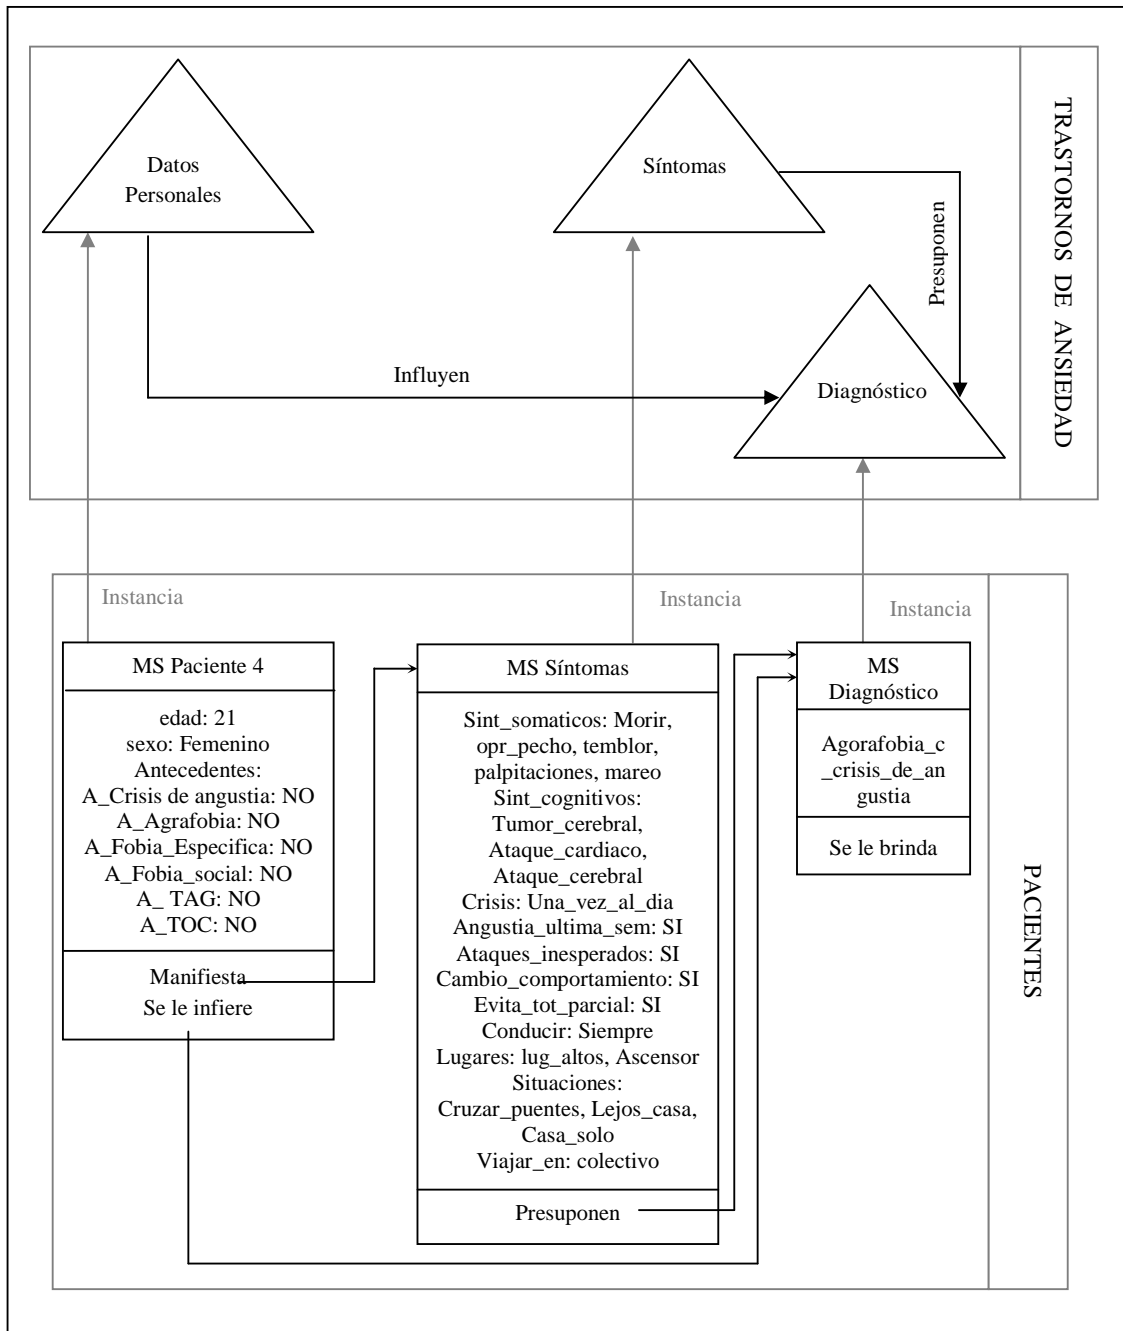 Datos
Personales
Síntomas
Presuponen
Influyen
Diagnóstico
TRASTORNOS DE ANSIEDAD
Instancia
Instancia
Instancia
MS Paciente 4
edad: 21
sexo: Femenino
Antecedentes:
A_Crisis de angustia: NO
A_Agrafobia: NO
A_Fobia_Especifica: NO
A_Fobia_social: NO
A_ TAG: NO
A_TOC: NO
Manifiesta
Se le infiere
MS Síntomas
Sint_somaticos: Morir,
opr_pecho, temblor,
palpitaciones, mareo
Sint_cognitivos:
Tumor_cerebral,
Ataque_cardiaco,
Ataque_cerebral
Crisis: Una_vez_al_dia
Angustia_ultima_sem: SI
Ataques_inesperados: SI
Cambio_comportamiento: SI
Evita_tot_parcial: SI
Conducir: Siempre
Lugares: lug_altos, Ascensor
Situaciones:
Cruzar_puentes, Lejos_casa,
Casa_solo
Viajar_en: colectivo
Presuponen
MS
Diagnóstico
Agorafobia_c
_crisis_de_an
gustia
Se le brinda
PACIENTES